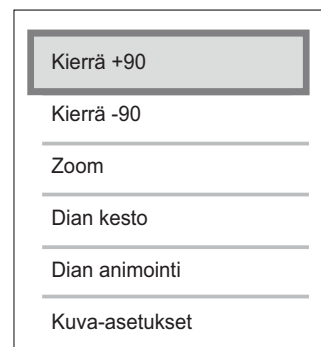 Kierrä +90
Kierrä -90
Zoom
Dian kesto
Dian animointi
Kuva-asetukset